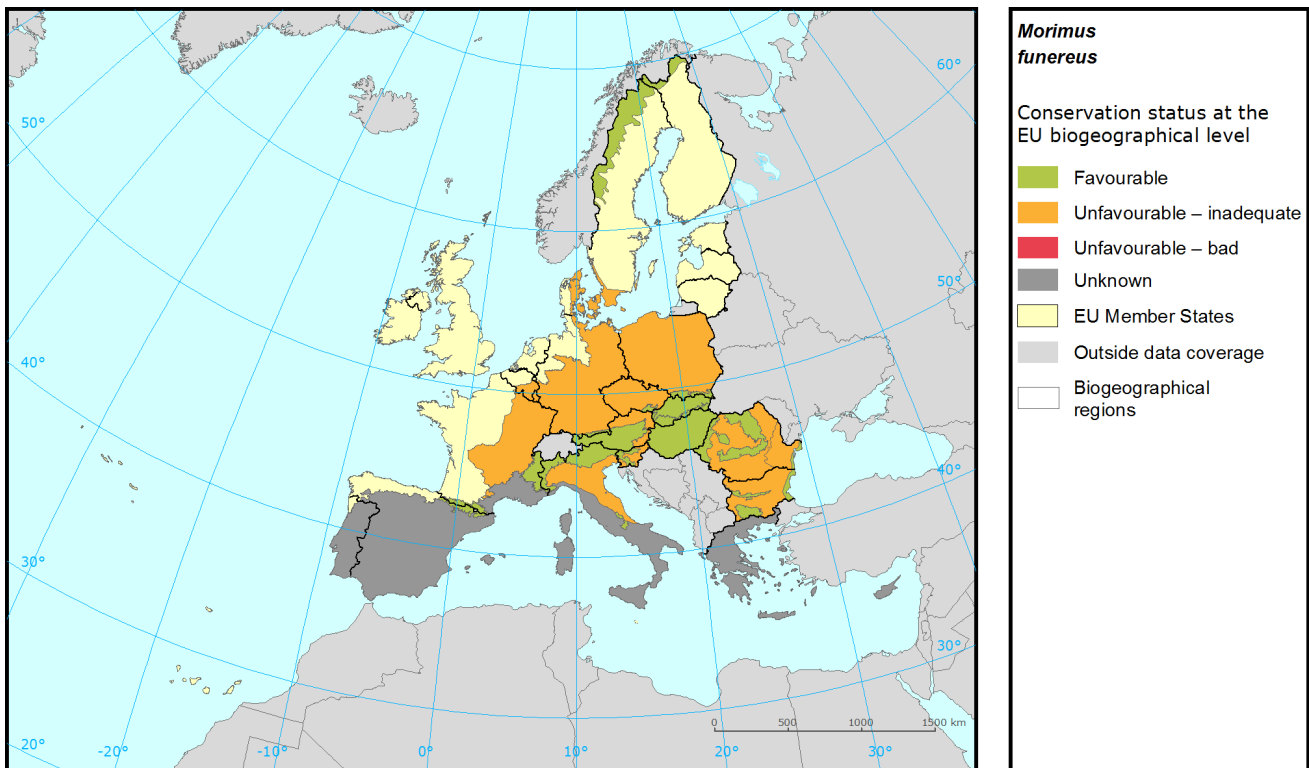 60°
50°
50°
40°
40°
30°
30°
20°
-20°
-10°
0°
10°
20°
30°
0 500 1000 1500 km
Morimus
funereus
Conservation status at the
EU biogeographical level
Favourable
Unfavourable – inadequate
Unfavourable – bad
Unknown
EU Member States
Outside data coverage
Biogeographical
regions